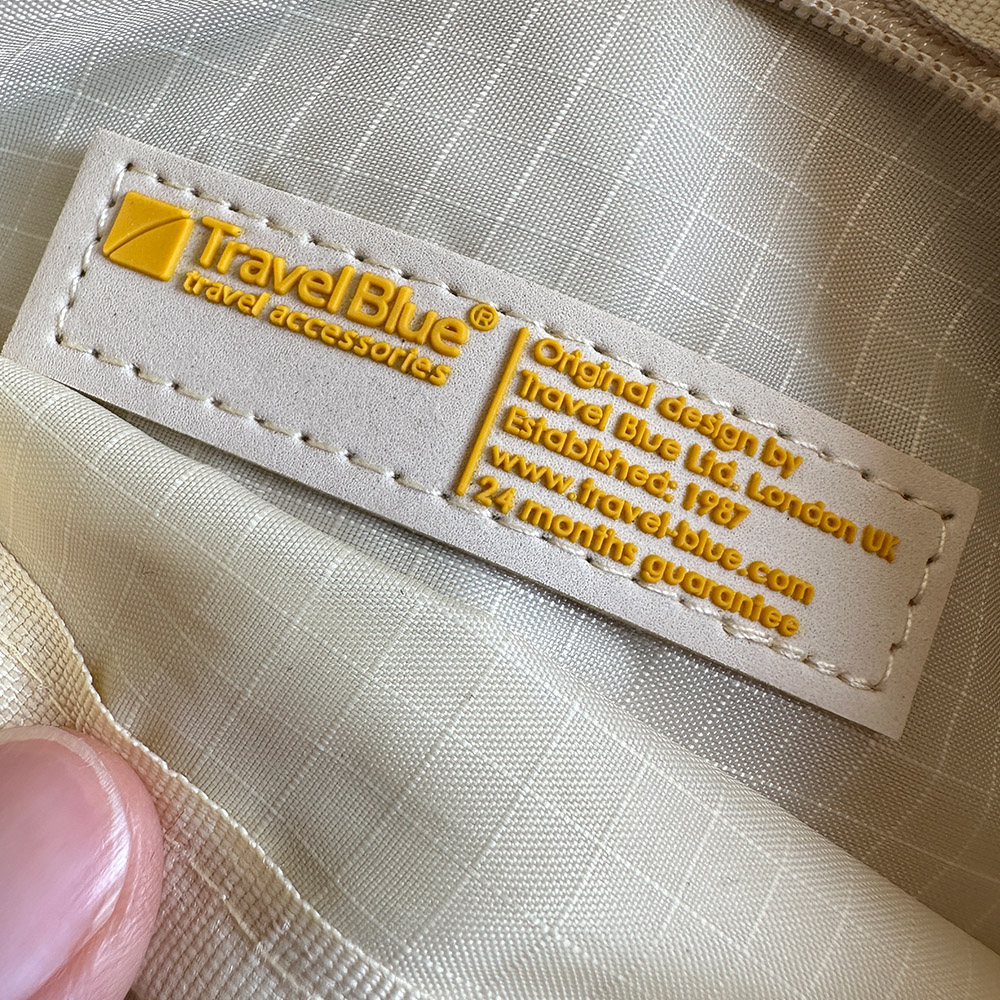 TravelBlue®
travel accessories
Original design by
Travel Blue Ltd. London UK
Established: 1987
www.travel-blue.com
24 months guarantee